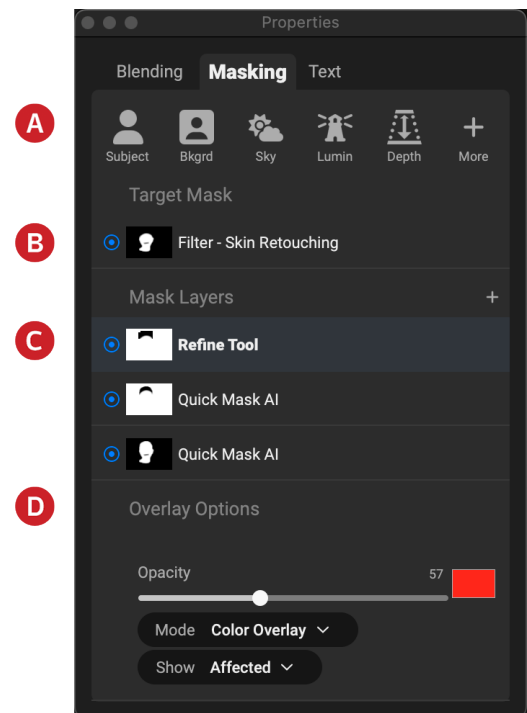 Properties
Blending Masking Text
A
Subject Bkgrd Sky Lumin Depth More
Target Mask
B
Filter - Skin Retouching
Mask Layers +
C
Refine Tool
Quick Mask AI
Quick Mask AI
D
Overlay Options
Opacity 57
Mode Color Overlay
Show Affected